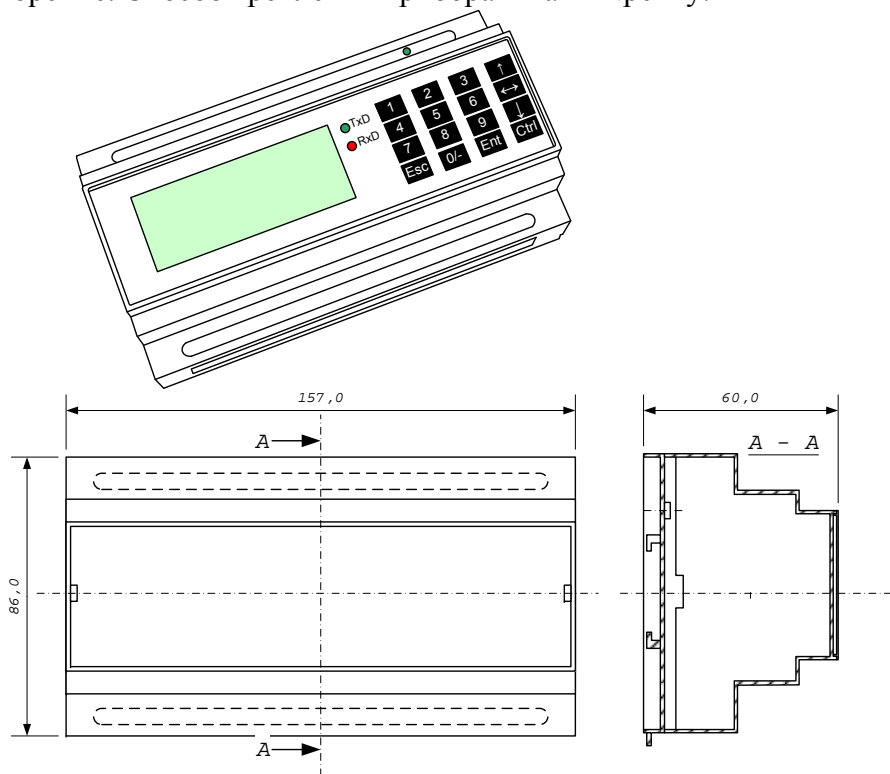 TxD
RxD
1 2 3 ↑
4 5 6 ↔
7 8 9 ↓
Esc 0/- Ent Ctrl
157,0
60,0
A
A - A
86,0
A